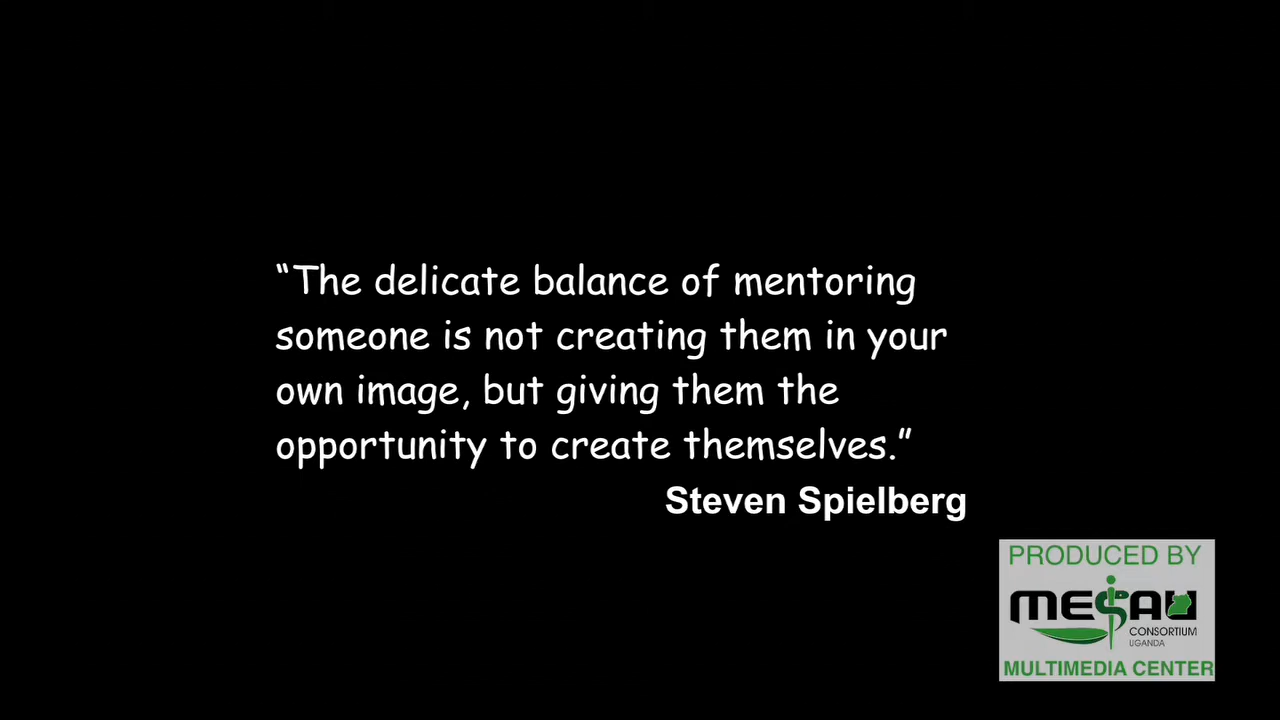 “The delicate balance of mentoring
someone is not creating them in your
own image, but giving them the
opportunity to create themselves.”
Steven Spielberg
PRODUCED BY
MESAU
CONSORTIUM
UGANDA
MULTIMEDIA CENTER